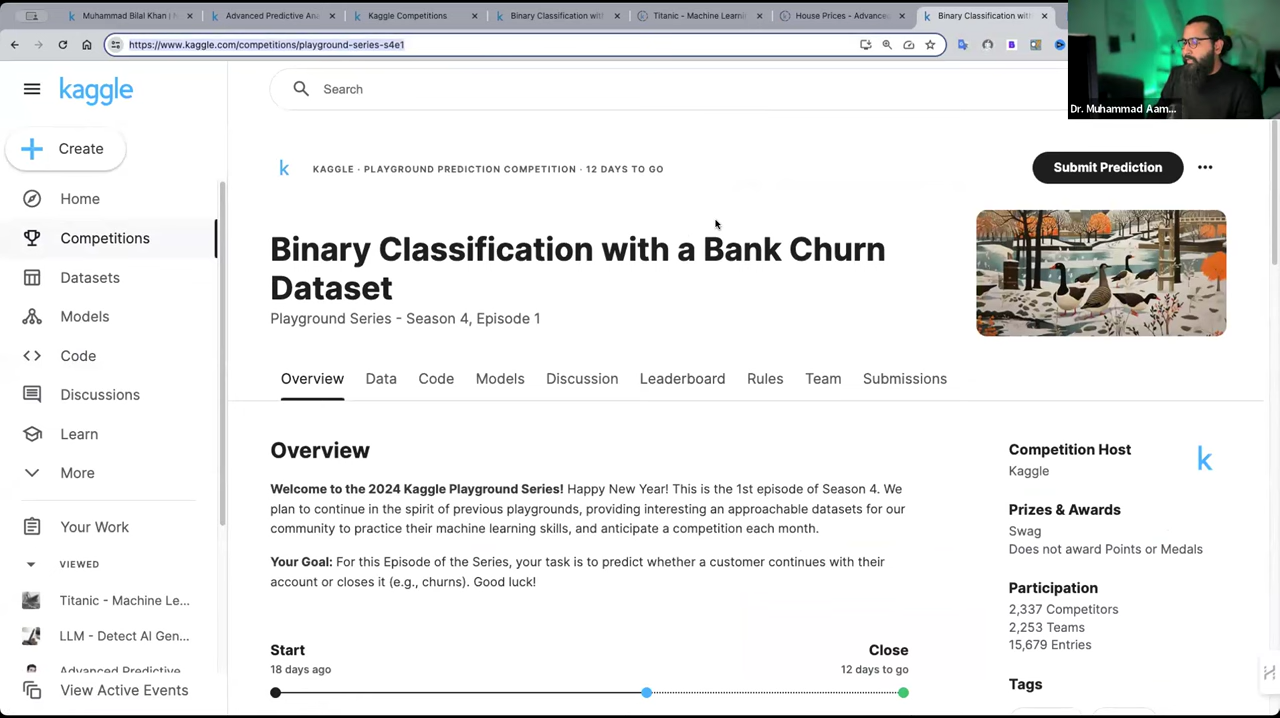 Muhammad Bilal Khan | N
Advanced Predictive Ana
Kaggle Competitions
Binary Classification with
Titanic - Machine Learni
House Prices - Advanced
Binary Classification with
https://www.kaggle.com/competitions/playground-series-s4e1
Dr. Muhammad Aam...
kaggle
Search
Create
Home
Competitions
Datasets
Models
Code
Discussions
Learn
More
Your Work
VIEWED
Titanic - Machine Le...
LLM - Detect AI Gen...
Advanced Predictive
View Active Events
k
KAGGLE · PLAYGROUND PREDICTION COMPETITION · 12 DAYS TO GO
Submit Prediction
Binary Classification with a Bank Churn
Dataset
Playground Series - Season 4, Episode 1
Overview Data Code Models Discussion Leaderboard Rules Team Submissions
Overview
Welcome to the 2024 Kaggle Playground Series! Happy New Year! This is the 1st episode of Season 4. We
plan to continue in the spirit of previous playgrounds, providing interesting an approachable datasets for our
community to practice their machine learning skills, and anticipate a competition each month.
Your Goal: For this Episode of the Series, your task is to predict whether a customer continues with their
account or closes it (e.g., churns). Good luck!
Start
18 days ago
Close
12 days to go
Competition Host
Kaggle
k
Prizes & Awards
Swag
Does not award Points or Medals
Participation
2,337 Competitors
2,253 Teams
15,679 Entries
Tags